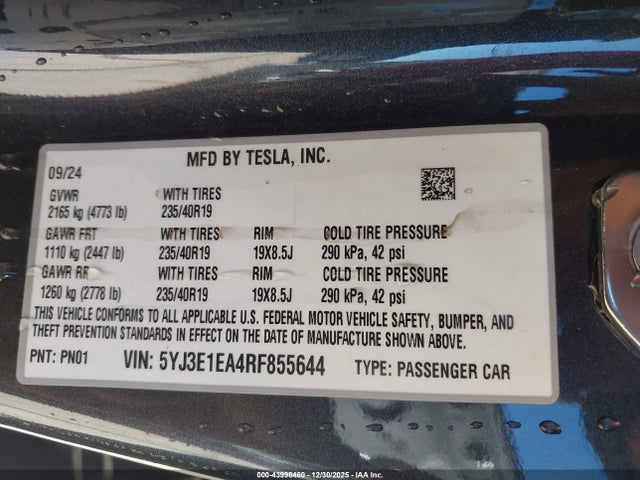 MFD BY TESLA, INC.
09/24
GVWR WITH TIRES
2165 kg (4773 lb) 235/40R19
GAWR FRT WITH TIRES RIM COLD TIRE PRESSURE
1110 kg (2447 lb) 235/40R19 19X8.5J 290 kPa, 42 psi
GAWR RR WITH TIRES RIM COLD TIRE PRESSURE
1260 kg (2778 lb) 235/40R19 19X8.5J 290 kPa, 42 psi
THIS VEHICLE CONFORMS TO ALL APPLICABLE U.S. FEDERAL MOTOR VEHICLE SAFETY, BUMPER, AND
THEFT PREVENTION STANDARDS IN EFFECT ON THE DATE OF MANUFACTURE SHOWN ABOVE.
PNT: PN01 VIN: 5YJ3E1EA4RF855644 TYPE: PASSENGER CAR
000-43998460 - 12/30/2025 - IAA Inc.